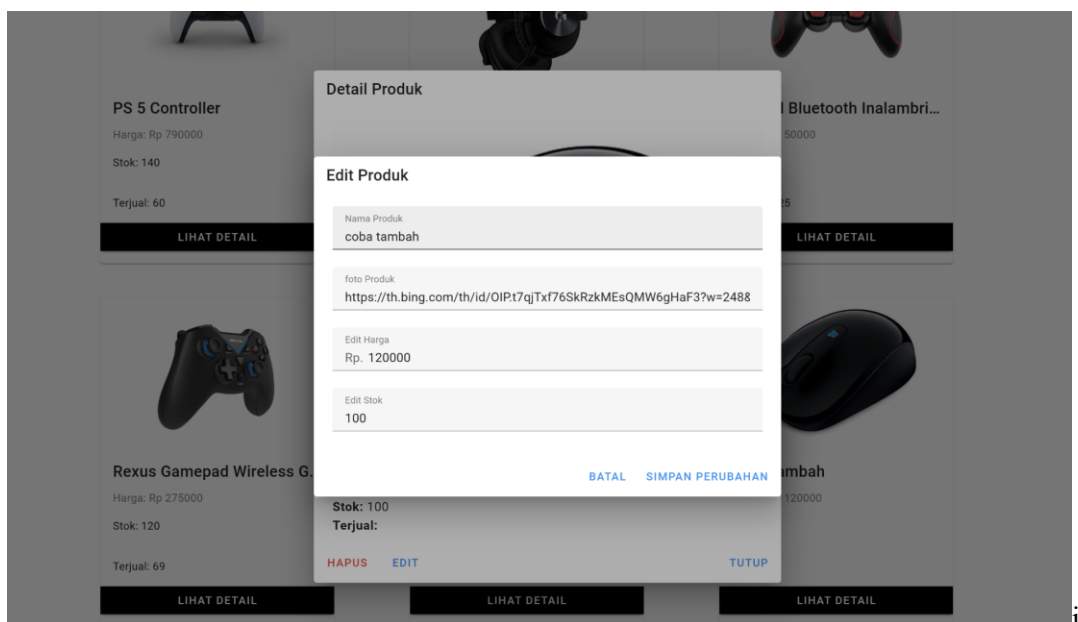 Detail Produk
PS 5 Controller
l Bluetooth Inalambri...
Harga: Rp 790000
50000
Stok: 140
Edit Produk
Terjual: 60
25
Nama Produk
coba tambah
LIHAT DETAIL
LIHAT DETAIL
foto Produk
https://th.bing.com/th/id/OIP.t7qjTxf76SkRzkMEsQMW6gHaF3?w=248&
Edit Harga
Rp. 120000
Edit Stok
100
Rexus Gamepad Wireless G.
BATAL SIMPAN PERUBAHAN
ambah
Harga: Rp 275000
120000
Stok: 100
Stok: 120
Terjual:
Terjual: 69
HAPUS EDIT TUTUP
LIHAT DETAIL
LIHAT DETAIL
LIHAT DETAIL
i